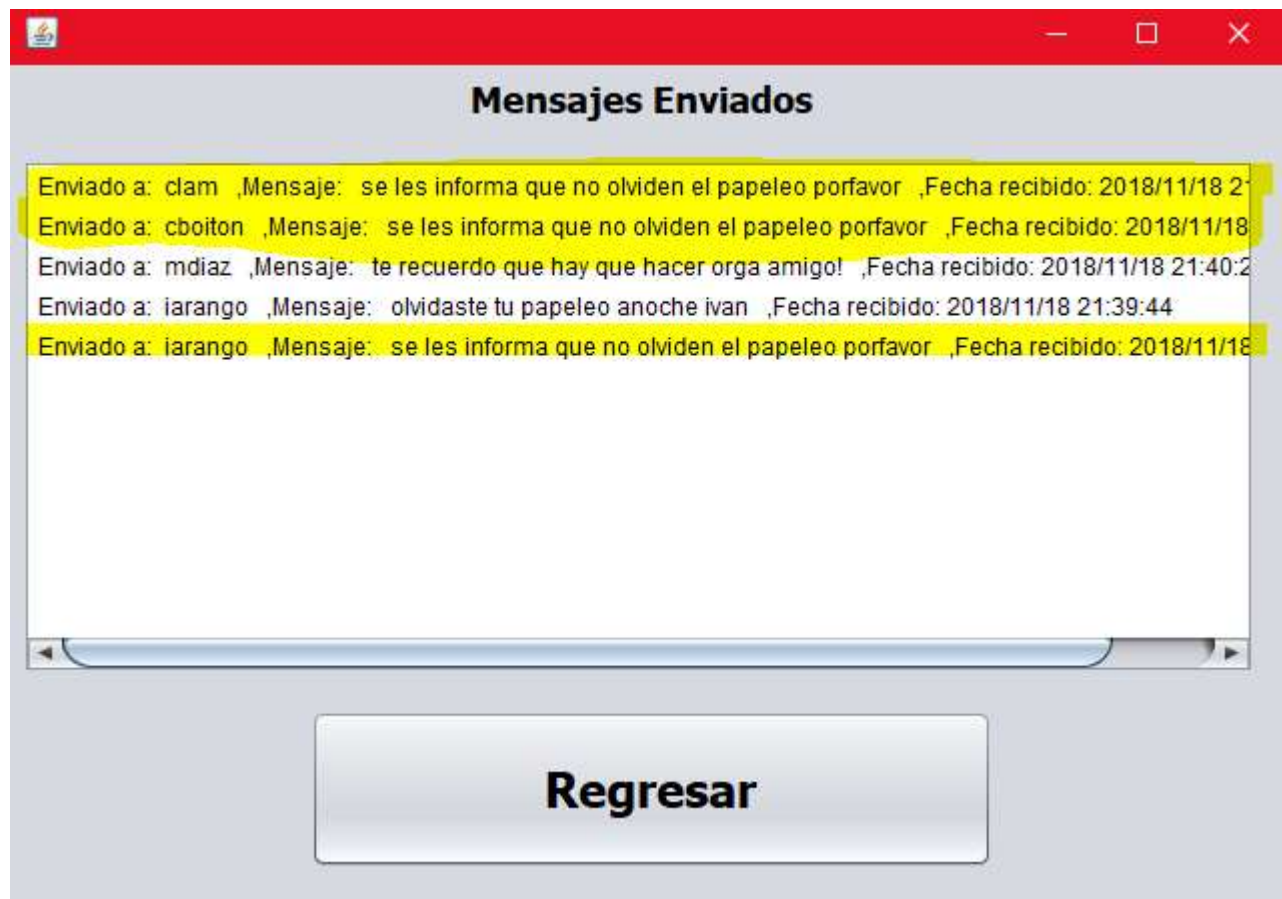 Mensajes Enviados
Enviado a: clam ,Mensaje: se les informa que no olviden el papeleo porfavor ,Fecha recibido: 2018/11/18
Enviado a: cboiton ,Mensaje: se les informa que no olviden el papeleo porfavor ,Fecha recibido: 2018/11/18
Enviado a: mdiaz ,Mensaje: te recuerdo que hay que hacer orga amigo! ,Fecha recibido: 2018/11/18 21:40:2
Enviado a: iarango ,Mensaje: olvidaste tu papeleo anoche ivan ,Fecha recibido: 2018/11/18 21:39:44
Enviado a: iarango ,Mensaje: se les informa que no olviden el papeleo porfavor ,Fecha recibido: 2018/11/18
Regresar